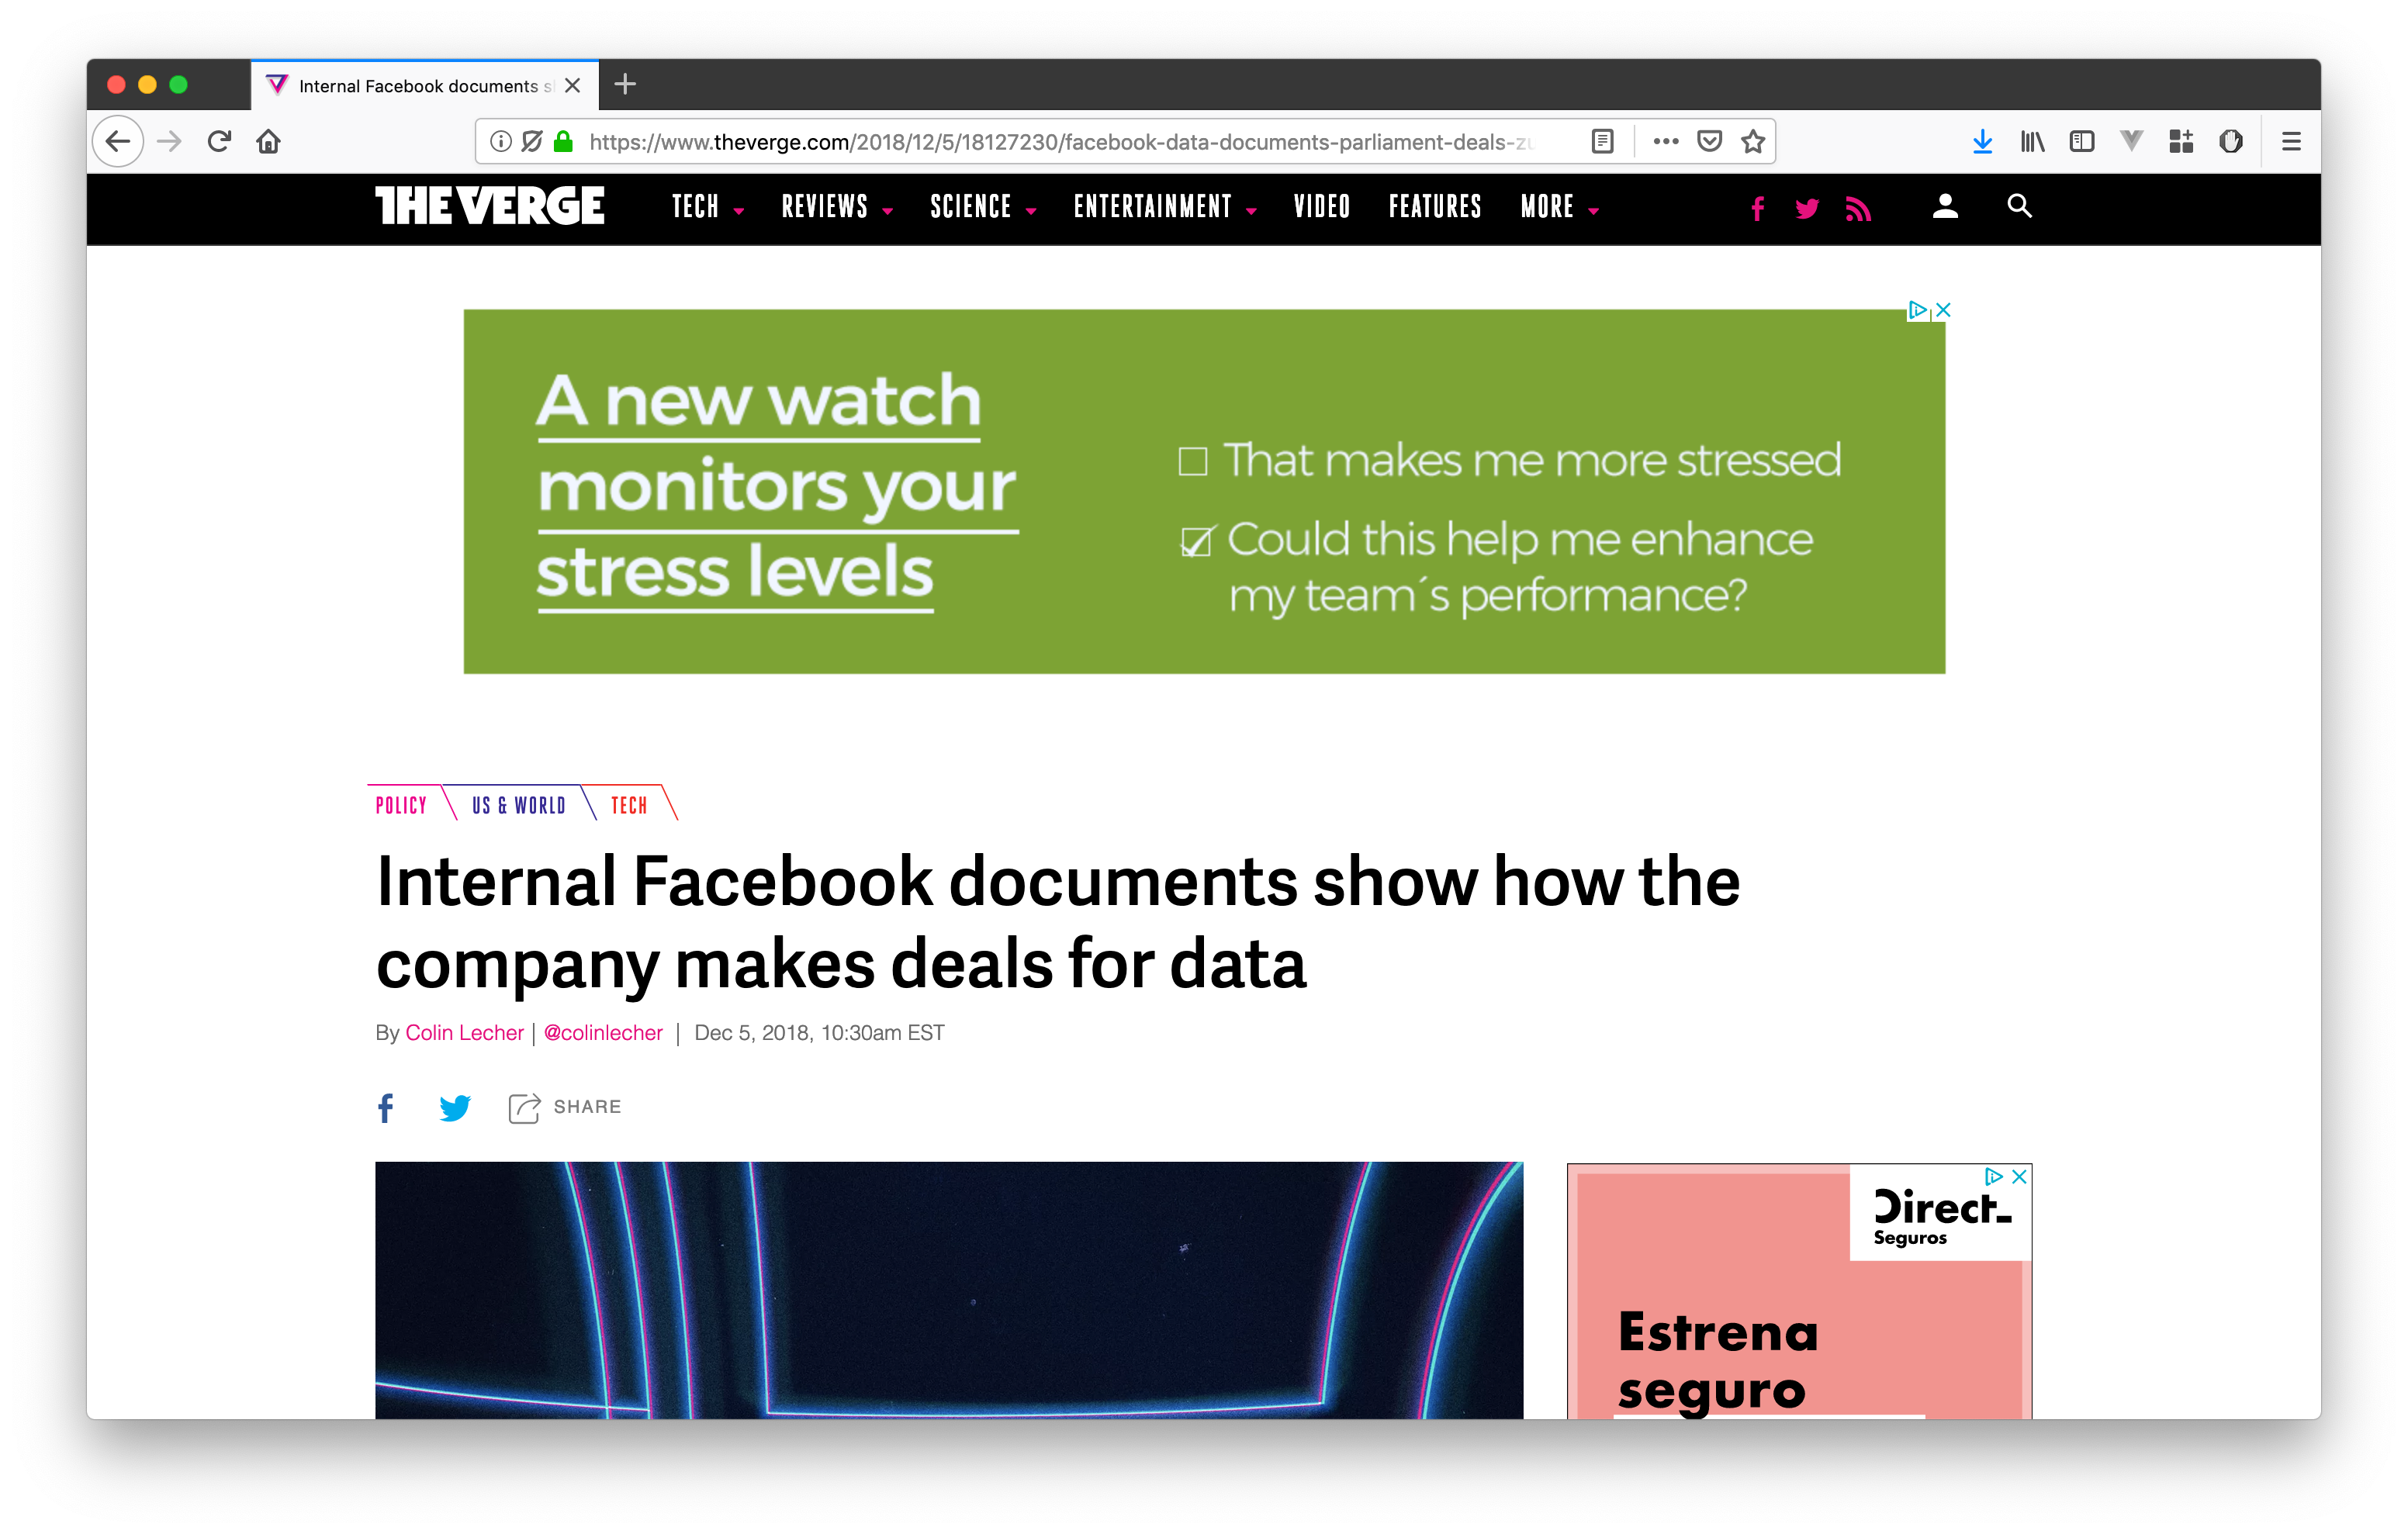 Internal Facebook documents s
https://www.theverge.com/2018/12/5/18127230/facebook-data-documents-parliament-deals-zu
THE VERGE
TECH REVIEWS SCIENCE ENTERTAINMENT VIDEO FEATURES MORE
A new watch
monitors your
stress levels
That makes me more stressed
Could this help me enhance
my team´s performance?
POLICY US & WORLD TECH
Internal Facebook documents show how the
company makes deals for data
By Colin Lecher | @colinlecher | Dec 5, 2018, 10:30am EST
SHARE
Direct_
Seguros
Estrena
seguro